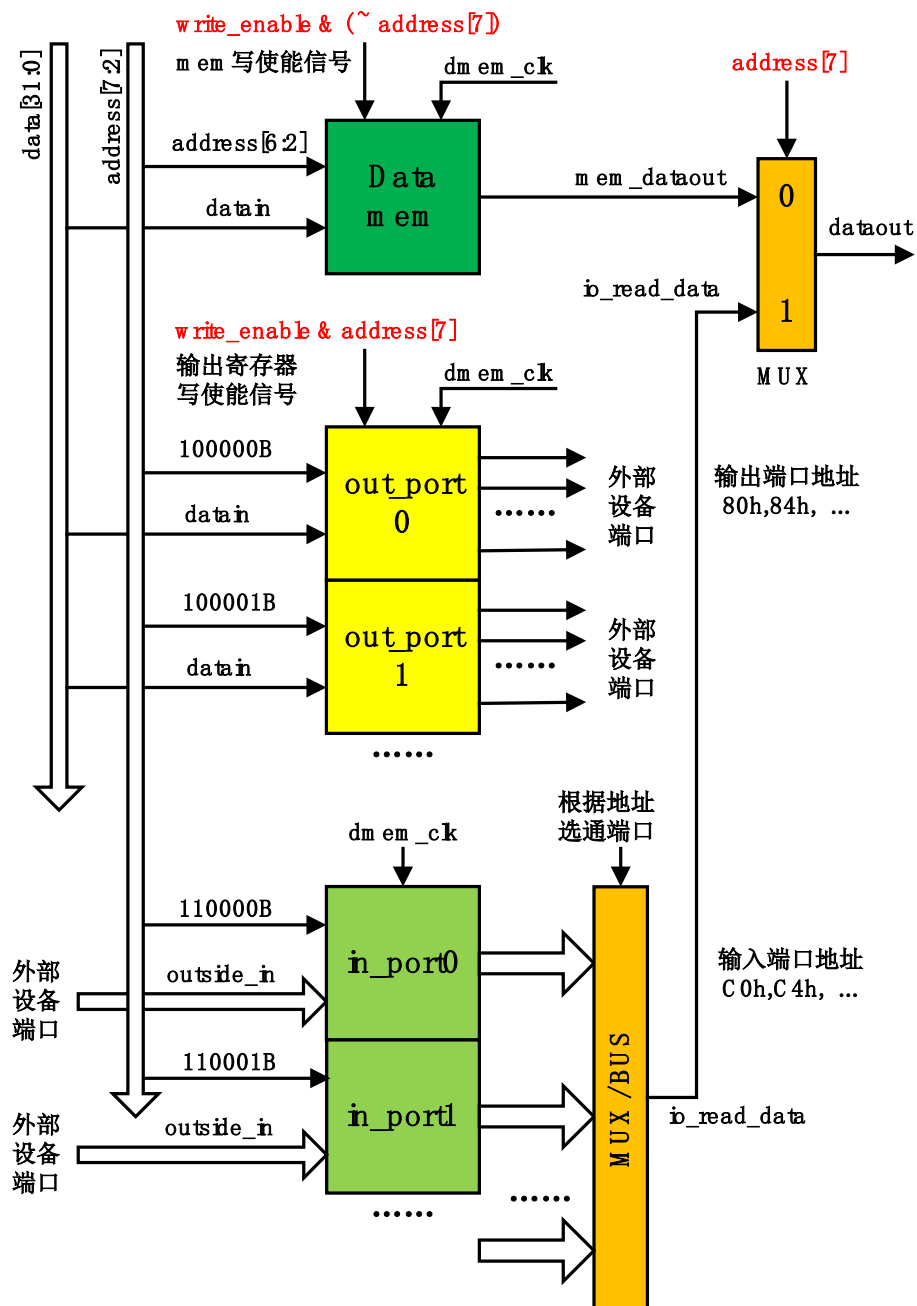 write_enable & (~ address[7])
mem 写使能信号
dmem_clk
address[7]
data[31:0]
address[7:2]
address[6:2]
datain
Data
mem
mem_dataout
0
dataout
io_read_data
1
MUX
write_enable & address[7]
输出寄存器
写使能信号
dmem_clk
100000B
datain
out_port
0
......
外部
设备
端口
输出端口地址
80h,84h, ...
100001B
datain
out_port
1
......
外部
设备
端口
......
根据地址
选通端口
dmem_clk
110000B
外部
设备
端口
outside_in
in_port0
输入端口地址
C0h,C4h, ...
110001B
外部
设备
端口
outside_in
in_port1
MUX/BUS
io_read_data
......
......